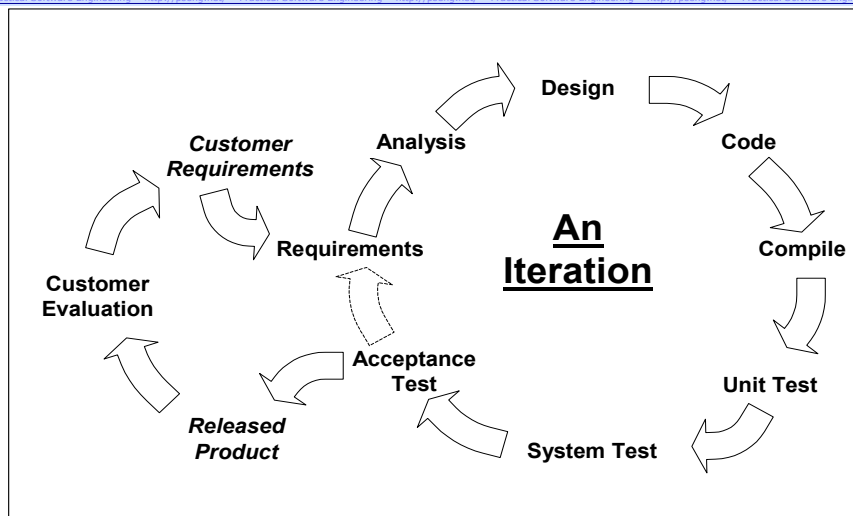 Design
Customer
Requirements
Analysis
Code
An
Iteration
Requirements
Compile
Customer
Evaluation
Acceptance
Test
Unit Test
Released
Product
System Test